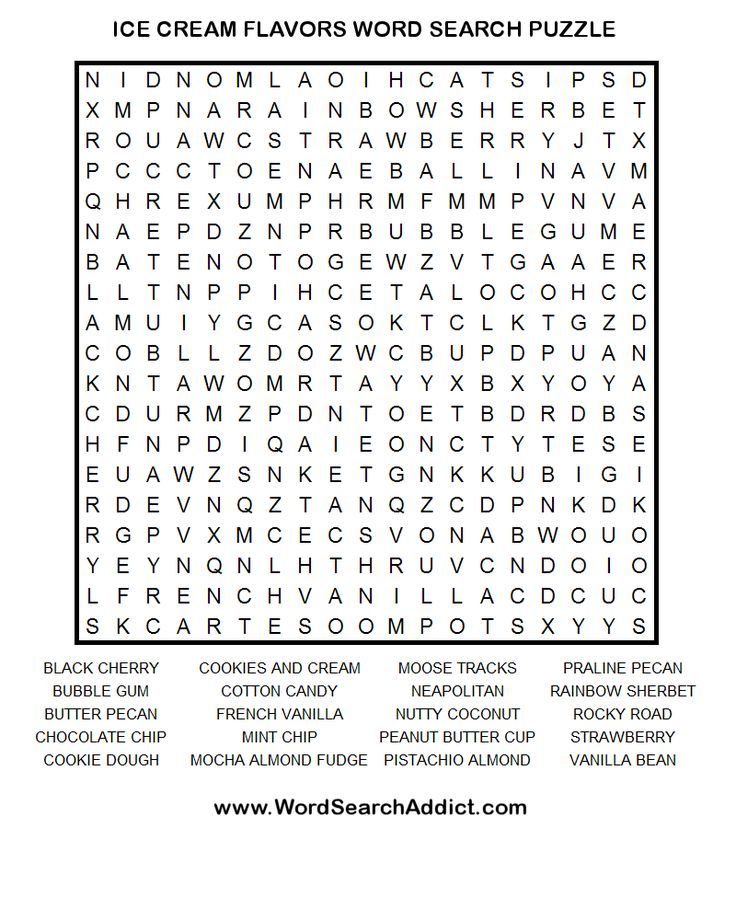 ICE CREAM FLAVORS WORD SEARCH PUZZLE
N I D N O M L A O I H C A T S I P S D
X M P N A R A I N B O W S H E R B E T
R O U A W C S T R A W B E R R Y J T X
P C C C T O E N A E B A L L I N A V M
Q H R E X U M P H R M F M M P V N V A
N A E P D Z N P R B U B B L E G U M E
B A T E N O T O G E W Z V T G A A E R
L L T N P P I H C E T A L O C O H C C
A M U I Y G C A S O K T C L K T G Z D
C O B L L Z D O Z W C B U P D P U A N
K N T A W O M R T A Y Y X B X Y O Y A
C D U R M Z P D N T O E T B D R D B S
H F N P D I Q A I E O N C T Y T E S E
E U A W Z S N K E T G N K K U B I G I
R D E V N Q Z T A N Q Z C D P N K D K
R G P V X M C E C S V O N A B W O U O
Y E Y N Q N L H T H R U V C N D O I O
L F R E N C H V A N I L L A C D C U C
S K C A R T E S O O M P O T S X Y Y S
BLACK CHERRY COOKIES AND CREAM MOOSE TRACKS PRALINE PECAN
BUBBLE GUM COTTON CANDY NEAPOLITAN RAINBOW SHERBET
BUTTER PECAN FRENCH VANILLA NUTTY COCONUT ROCKY ROAD
CHOCOLATE CHIP MINT CHIP PEANUT BUTTER CUP STRAWBERRY
COOKIE DOUGH MOCHA ALMOND FUDGE PISTACHIO ALMOND VANILLA BEAN
www.WordSearchAddict.com